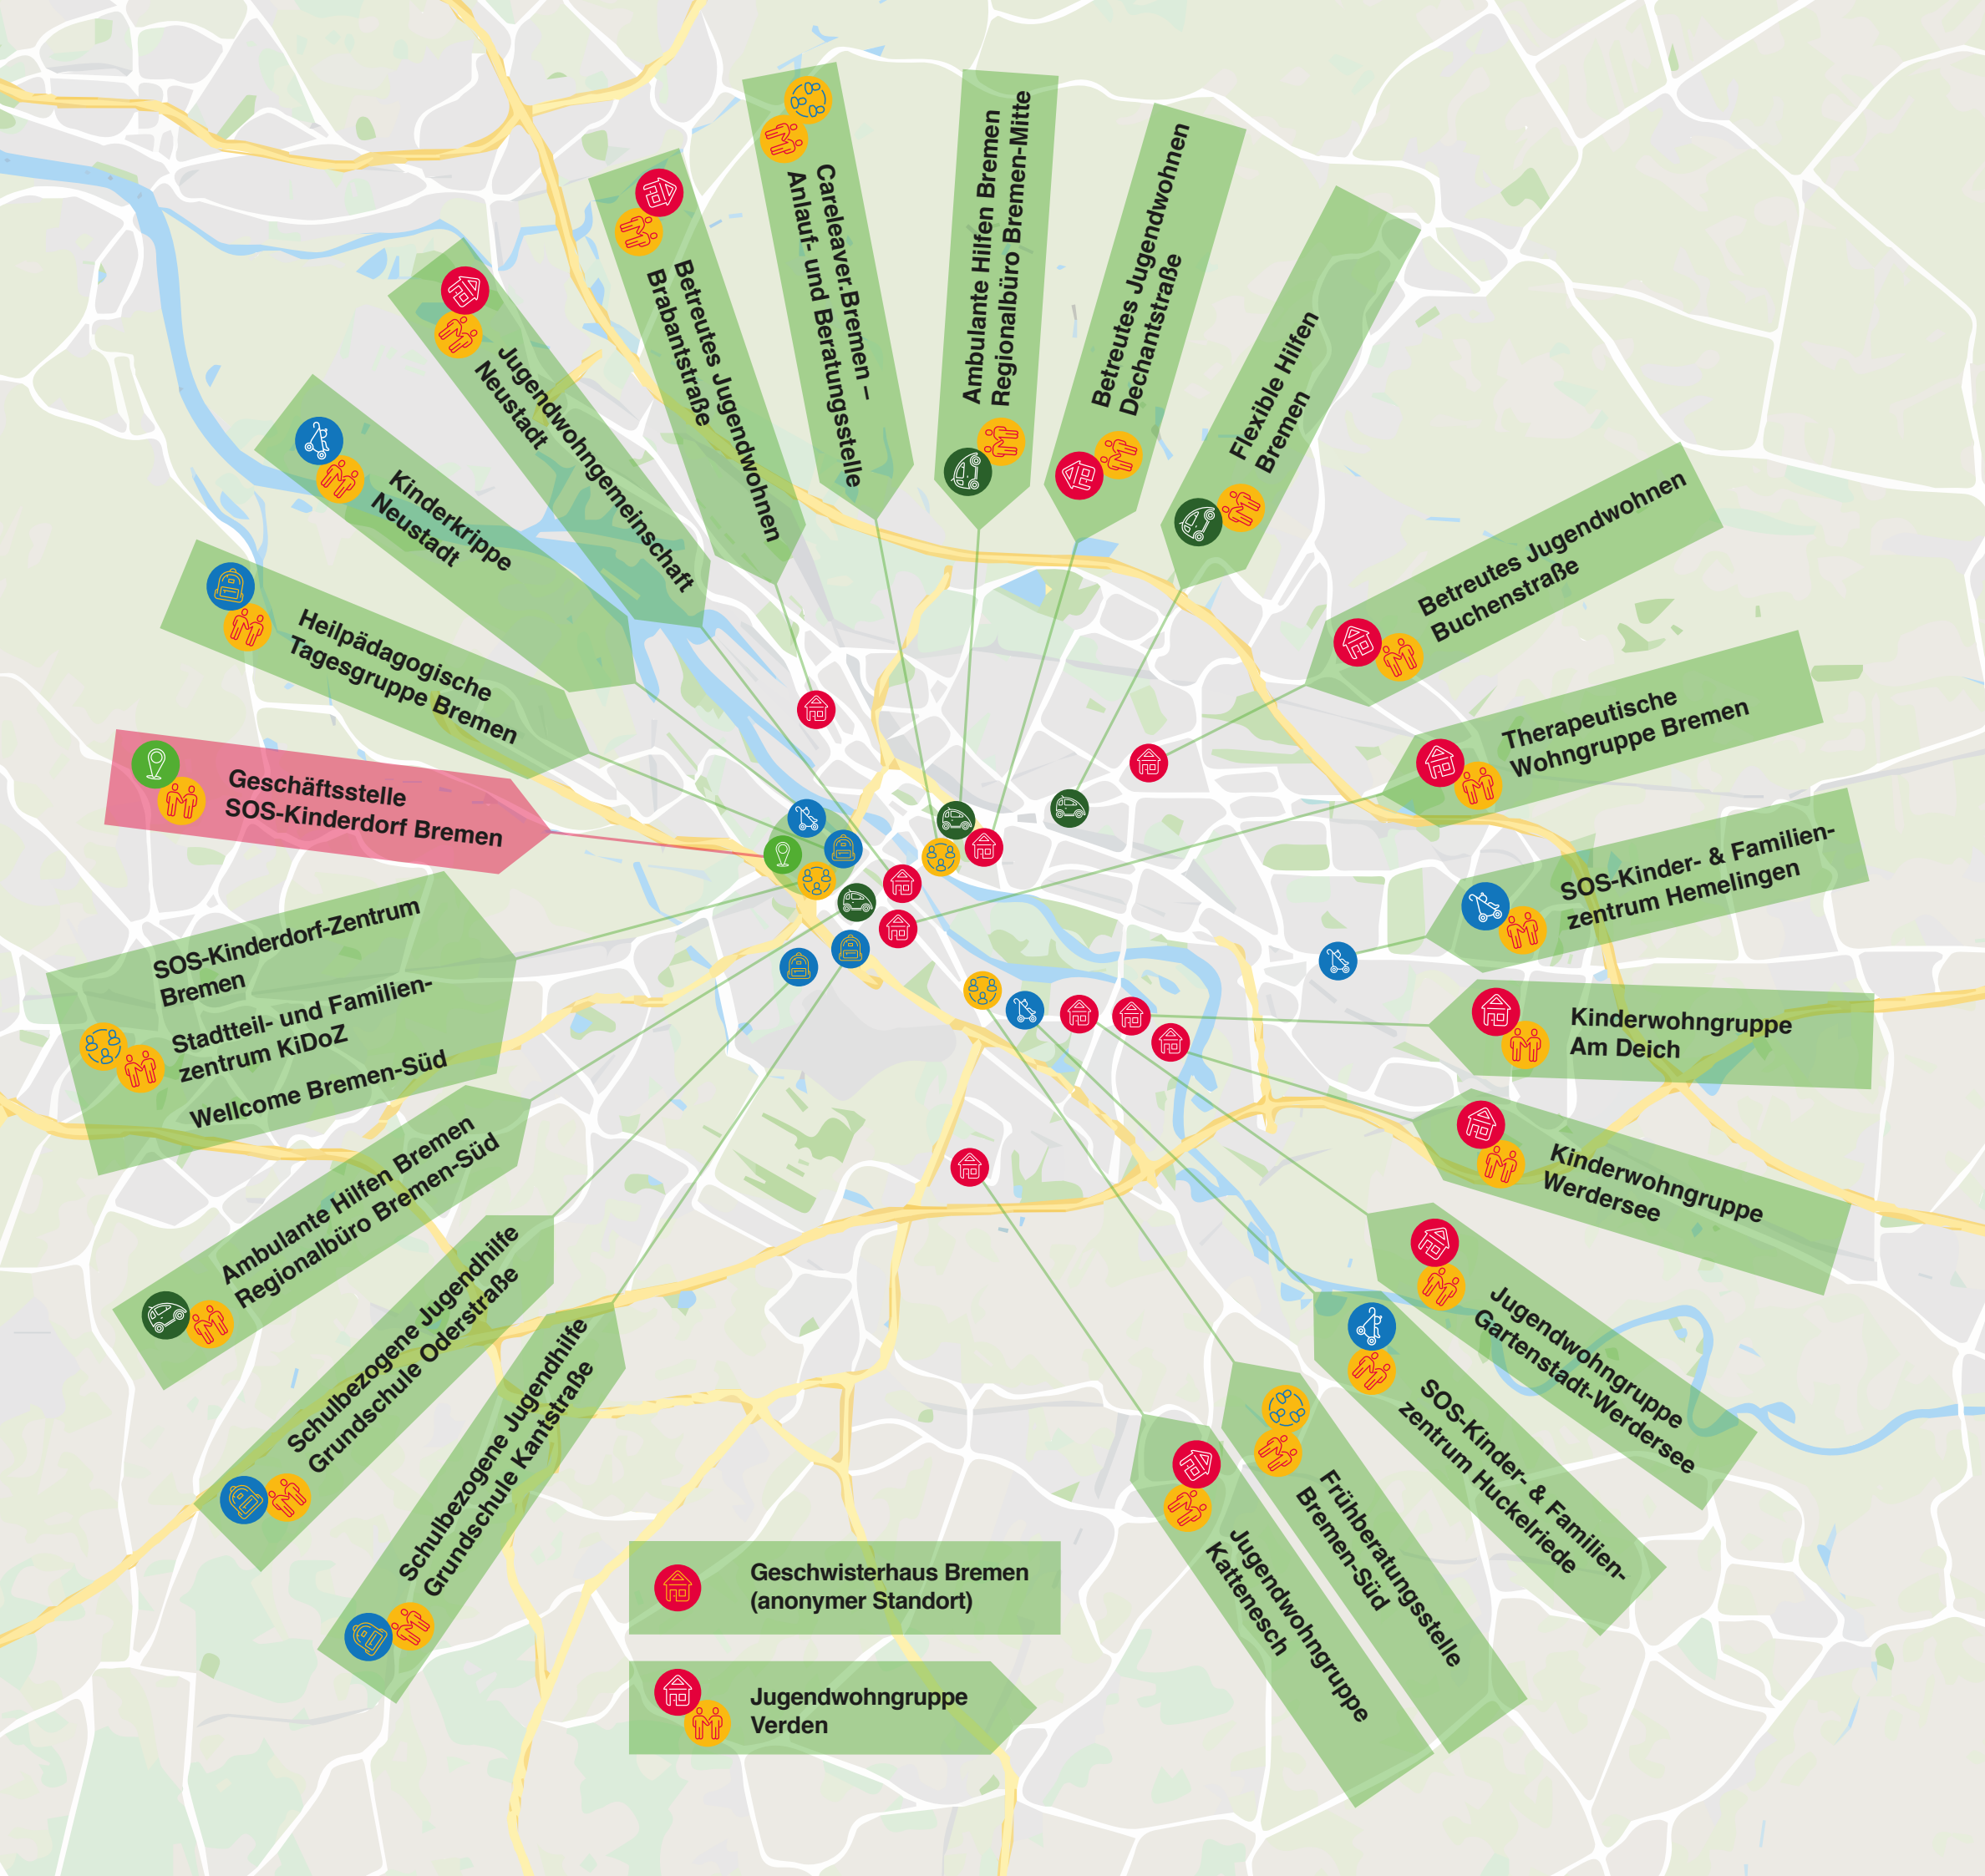 Careleaver.Bremen –
Anlauf- und Beratungsstelle
Ambulante Hilfen Bremen
Regionalbüro Bremen-Mitte
Betreutes Jugendwohnen
Dechantstraße
Flexible Hilfen
Bremen
Betreutes Jugendwohnen
Brabantstraße
Jugendwohngemeinschaft
Neustadt
Kinderkrippe
Neustadt
Heilpädagogische
Tagesgruppe Bremen
Geschäftsstelle
SOS-Kinderdorf Bremen
SOS-Kinderdorf-Zentrum
Bremen
Stadtteil- und Familien-
zentrum KiDoZ
Wellcome Bremen-Süd
Ambulante Hilfen Bremen
Regionalbüro Bremen-Süd
Schulbezogene Jugendhilfe
Grundschule Oderstraße
Schulbezogene Jugendhilfe
Grundschule Kantstraße
Betreutes Jugendwohnen
Buchenstraße
Therapeutische
Wohngruppe Bremen
SOS-Kinder- & Familien-
zentrum Hemelingen
Kinderwohngruppe
Am Deich
Kinderwohngruppe
Werdersee
Jugendwohngruppe
Gartenstadt-Werdersee
SOS-Kinder- & Familien-
zentrum Huckelriede
Frühberatungsstelle
Bremen-Süd
Jugendwohngruppe
Kattenesch
Geschwisterhaus Bremen
(anonymer Standort)
Jugendwohngruppe
Verden